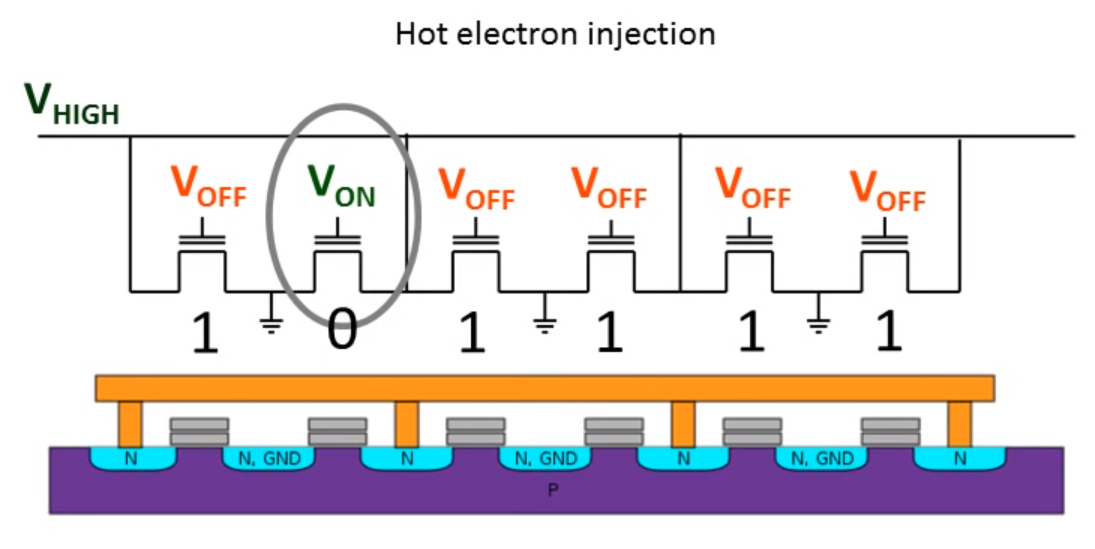 Hot electron injection
VHIGH
VOFF VON VOFF VOFF VOFF VOFF
1 0 1 1 1 1
N N, GND N N, GND N N, GND N
P